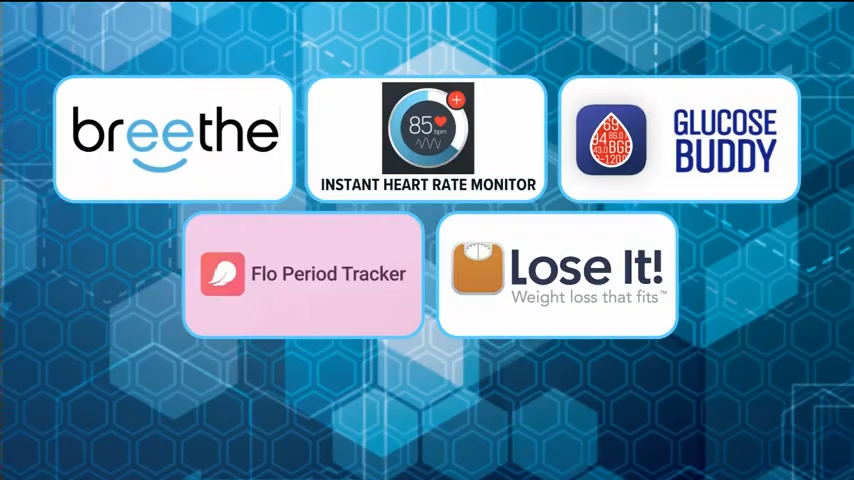 breethe
85
bpm
INSTANT HEART RATE MONITOR
GLUCOSE
BUDDY
Flo Period Tracker
Lose It!
Weight loss that fits™